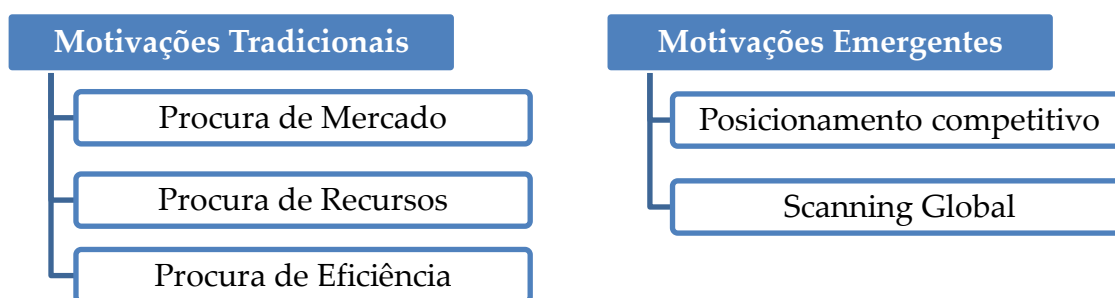 Motivações Tradicionais
Procura de Mercado
Procura de Recursos
Procura de Eficiência
Motivações Emergentes
Posicionamento competitivo
Scanning Global